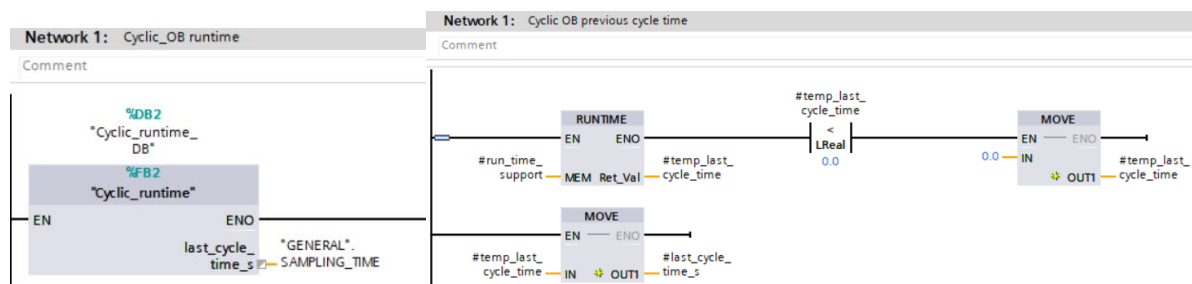 Network 1: Cyclic_OB runtime
Comment
%DB2
"Cyclic_runtime_
DB"
%FB2
"Cyclic_runtime"
EN ENO
last_cycle_
time_s
"GENERAL".
SAMPLING_TIME
Network 1: Cyclic OB previous cycle time
Comment
RUNTIME
EN ENO
#run_time_
support
MEM Ret_Val
#temp_last_
cycle_time
#temp_last_
cycle_time
<
LReal
0.0
MOVE
EN ENO
0.0 IN
OUT1
#temp_last_
cycle_time
MOVE
EN ENO
#temp_last_
cycle_time
IN OUT1
#last_cycle_
time_s